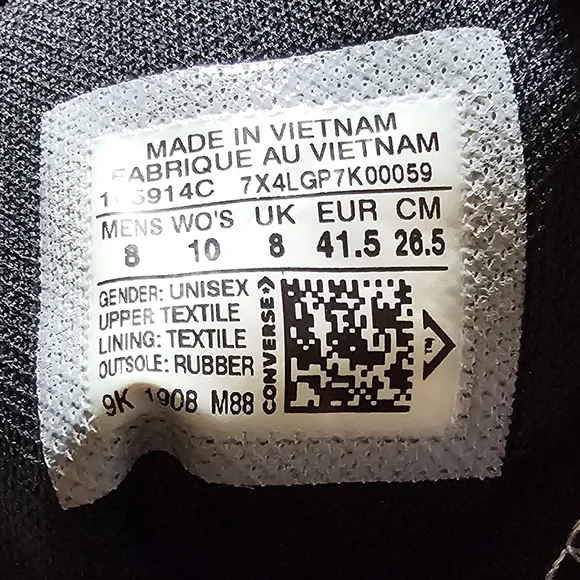 MADE IN VIETNAM
FABRIQUE AU VIETNAM
7X4LGP7K00059
MENS WO'S UK EUR CM
8 10 8 41.5 26.5
GENDER: UNISEX
UPPER TEXTILE
LINING: TEXTILE
OUTSOLE: RUBBER
9K 1908 M88
CONVERSE
TM